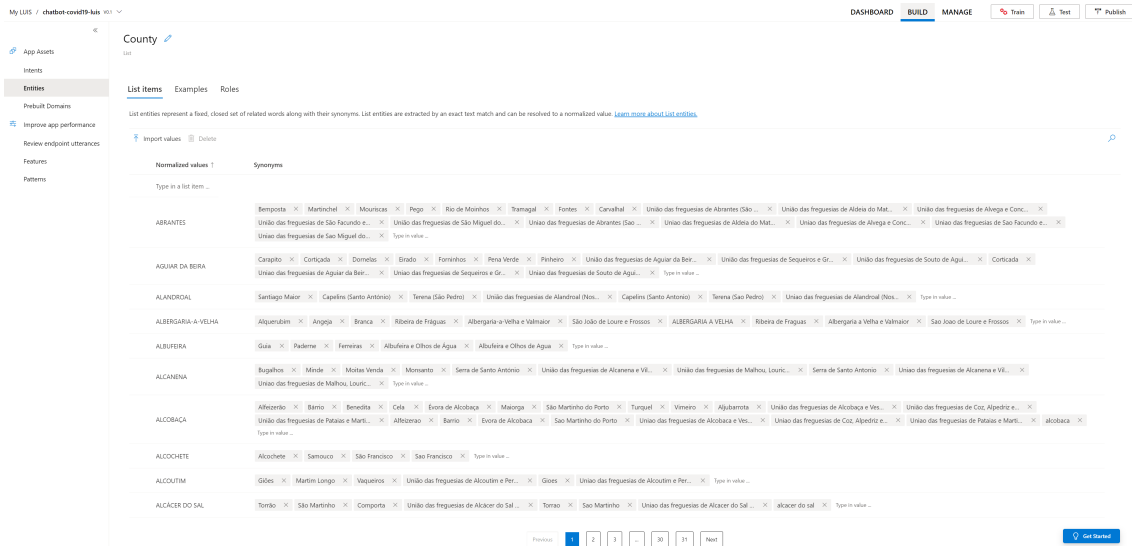 My LUIS / chatbot-covid19-luis V0.1
DASHBOARD BUILD MANAGE Train Test Publish
App Assets
Intents
Entities
Prebuilt Domains
Improve app performance
Review endpoint utterances
Features
Patterns
County
List
List items Examples Roles
List entities represent a fixed, closed set of related words along with their synonyms. List entities are extracted by an exact text match and can be resolved to a normalized value. Learn more about List entities.
Import values Delete
Normalized values ↑ Synonyms
Type in a list item ...
ABRANTES
Bemposta × Martinchel × Mouriscas × Pego × Rio de Moinhos × Tramagal × Fontes × Carvalhal × União das freguesias de Abrantes (São ... × União das freguesias de Aldeia do Mat... × União das freguesias de Alvega e Conc... ×
União das freguesias de São Facundo e... × União das freguesias de São Miguel do... × Uniao das freguesias de Abrantes (Sao ... × Uniao das freguesias de Aldeia do Mat... × Uniao das freguesias de Alvega e Conc... × Uniao das freguesias de Sao Facundo e... ×
Uniao das freguesias de Sao Miguel do... × Type in value ...
AGUIAR DA BEIRA
Carapito × Cortiçada × Dornelas × Eirado × Forninhos × Pena Verde × Pinheiro × União das freguesias de Aguiar da Beir... × União das freguesias de Sequeiros e Gr... × União das freguesias de Souto de Agui... × Corticada ×
Uniao das freguesias de Aguiar da Beir... × Uniao das freguesias de Sequeiros e Gr... × Uniao das freguesias de Souto de Agui... × Type in value ...
ALANDROAL
Santiago Maior × Capelins (Santo António) × Terena (São Pedro) × União das freguesias de Alandroal (Nos... × Capelins (Santo Antonio) × Terena (Sao Pedro) × Uniao das freguesias de Alandroal (Nos... × Type in value ...
ALBERGARIA-A-VELHA
Alquerubim × Angeja × Branca × Ribeira de Fráguas × Albergaria-a-Velha e Valmaior × São João de Loure e Frossos × ALBERGARIA A VELHA × Ribeira de Fraguas × Albergaria a Velha e Valmaior × Sao Joao de Loure e Frossos × Type in value ...
ALBUFEIRA
Guia × Paderne × Ferreiras × Albufeira e Olhos de Água × Albufeira e Olhos de Agua × Type in value ...
ALCANENA
Bugalhos × Minde × Moitas Venda × Monsanto × Serra de Santo António × União das freguesias de Alcanena e Vil... × União das freguesias de Malhou, Louric... × Serra de Santo Antonio × Uniao das freguesias de Alcanena e Vil... ×
Uniao das freguesias de Malhou, Louric... × Type in value ...
ALCOBAÇA
Alfeizerão × Bárrio × Benedita × Cela × Évora de Alcobaça × Maiorga × São Martinho do Porto × Turquel × Vimeiro × Aljubarrota × União das freguesias de Alcobaça e Ves... × União das freguesias de Coz, Alpedriz e... ×
União das freguesias de Pataias e Marti... × Alfeizerao × Barrio × Evora de Alcobaca × Sao Martinho do Porto × Uniao das freguesias de Alcobaca e Ves... × Uniao das freguesias de Coz, Alpedriz e... × Uniao das freguesias de Pataias e Marti... × alcobaca ×
Type in value ...
ALCOCHETE
Alcochete × Samouco × São Francisco × Sao Francisco × Type in value ...
ALCOUTIM
Giões × Martim Longo × Vaqueiros × União das freguesias de Alcoutim e Per... × Gioes × Uniao das freguesias de Alcoutim e Per... × Type in value ...
ALCÁCER DO SAL
Torrão × São Martinho × Comporta × União das freguesias de Alcácer do Sal ... × Torrao × Sao Martinho × Uniao das freguesias de Alcacer do Sal ... × alcacer do sal × Type in value ...
Previous 1 2 3 ... 30 31 Next
Get Started